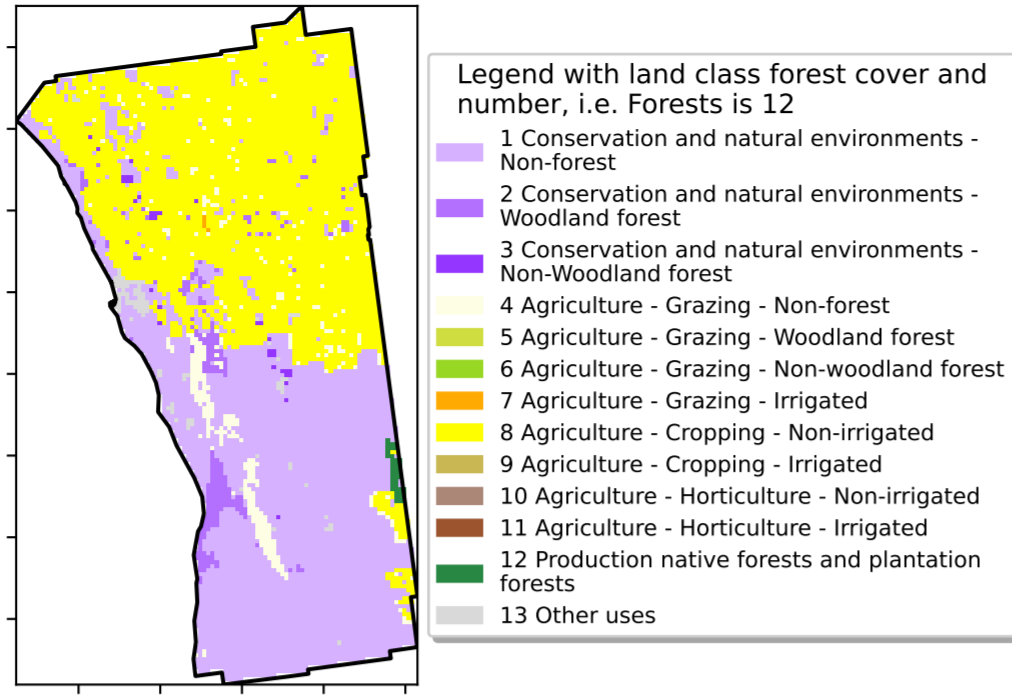 Legend with land class forest cover and
number, i.e. Forests is 12
1 Conservation and natural environments -
Non-forest
2 Conservation and natural environments -
Woodland forest
3 Conservation and natural environments -
Non-Woodland forest
4 Agriculture - Grazing - Non-forest
5 Agriculture - Grazing - Woodland forest
6 Agriculture - Grazing - Non-woodland forest
7 Agriculture - Grazing - Irrigated
8 Agriculture - Cropping - Non-irrigated
9 Agriculture - Cropping - Irrigated
10 Agriculture - Horticulture - Non-irrigated
11 Agriculture - Horticulture - Irrigated
12 Production native forests and plantation
forests
13 Other uses